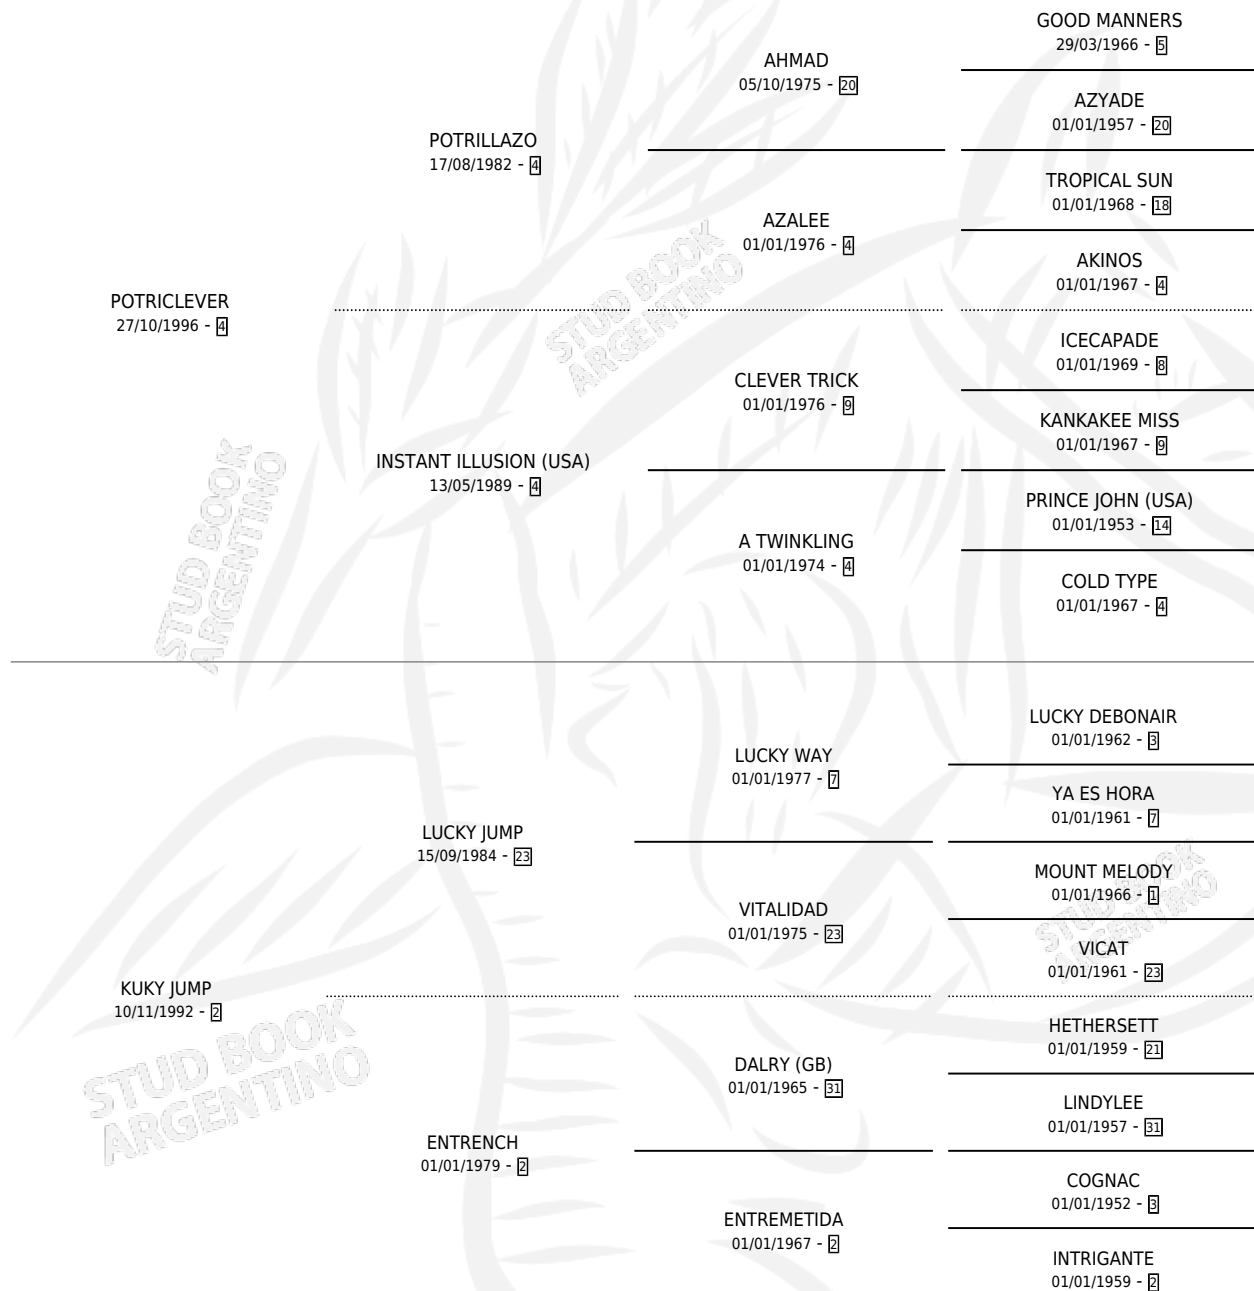 GOOD MANNERS
29/03/1966 - 5
AHMAD
05/10/1975 - 20
AZYADE
01/01/1957 - 20
POTRILLAZO
17/08/1982 - 4
TROPICAL SUN
01/01/1968 - 18
AZALEE
01/01/1976 - 4
AKINOS
01/01/1967 - 4
POTRICLEVER
27/10/1996 - 4
STUD BOOK
ARGENTINO
ICECAPADE
01/01/1969 - 8
CLEVER TRICK
01/01/1976 - 9
KANKAKEE MISS
01/01/1967 - 9
INSTANT ILLUSION (USA)
13/05/1989 - 4
PRINCE JOHN (USA)
01/01/1953 - 14
A TWINKLING
01/01/1974 - 4
COLD TYPE
01/01/1967 - 4
STUD BOOK
ARGENTINO
LUCKY DEBONAIR
01/01/1962 - 3
LUCKY WAY
01/01/1977 - 7
YA ES HORA
01/01/1961 - 7
LUCKY JUMP
15/09/1984 - 23
MOUNT MELODY
01/01/1966 - 1
STUD BOOK
ARGENTINO
VITALIDAD
01/01/1975 - 23
VICAT
01/01/1961 - 23
KUKY JUMP
10/11/1992 - 2
STUD BOOK
ARGENTINO
HETHERSETT
01/01/1959 - 21
DALRY (GB)
01/01/1965 - 31
LINDYLEE
01/01/1957 - 31
ENTRENCH
01/01/1979 - 2
COGNAC
01/01/1952 - 3
ENTREMETIDA
01/01/1967 - 2
INTRIGANTE
01/01/1959 - 2